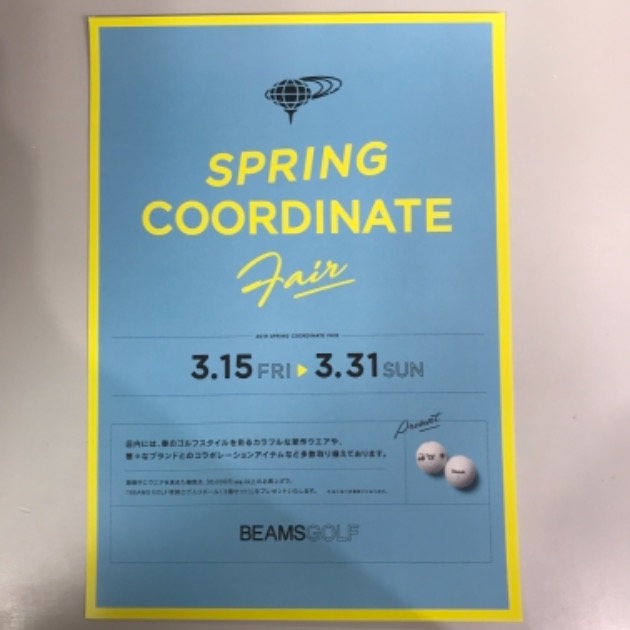 SPRING
COORDINATE
Fair
SPRING COORDINATE FAIR
3.15 FRI ▶ 3.31 SUN
Present
店内には、春のゴルフスタイルを彩るカラフルな新作ウエアや、
様々なブランドとのコラボレーションアイテムなど多数取り揃えております。
BEAMS GOLF